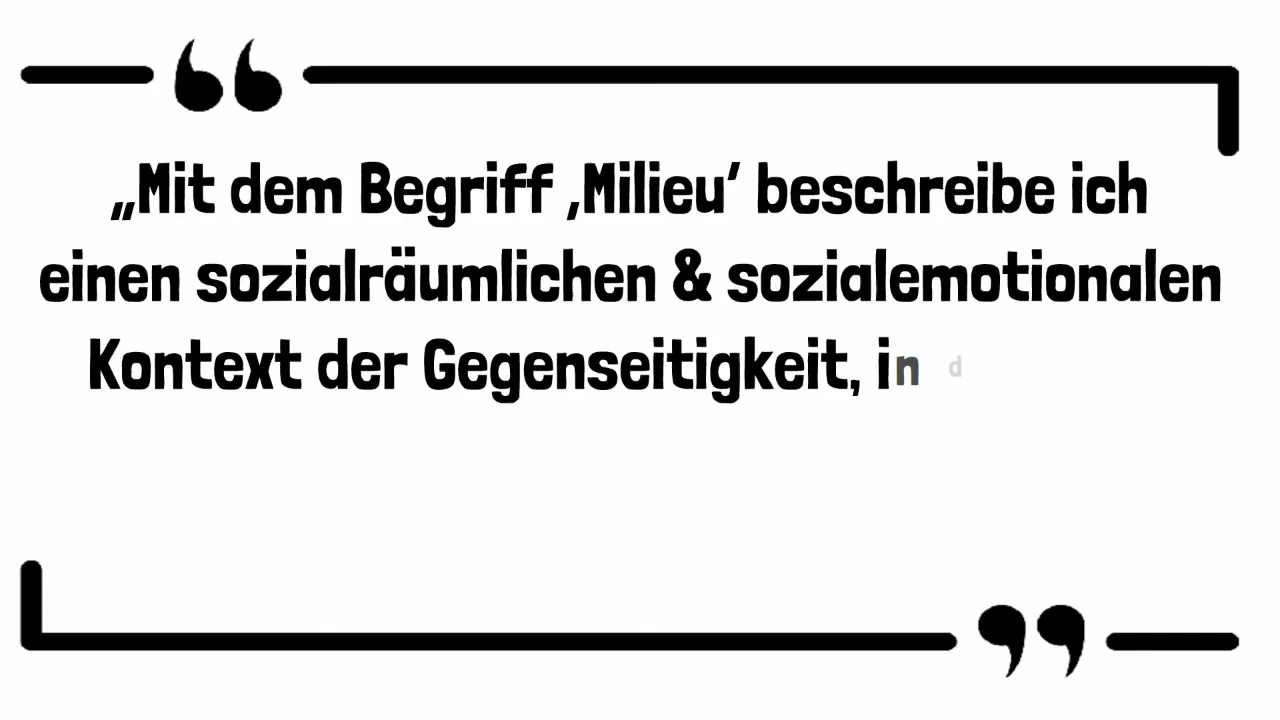 „Mit dem Begriff ‚Milieu‘ beschreibe ich
einen sozialräumlichen & sozialemotionalen
Kontext der Gegenseitigkeit, in d